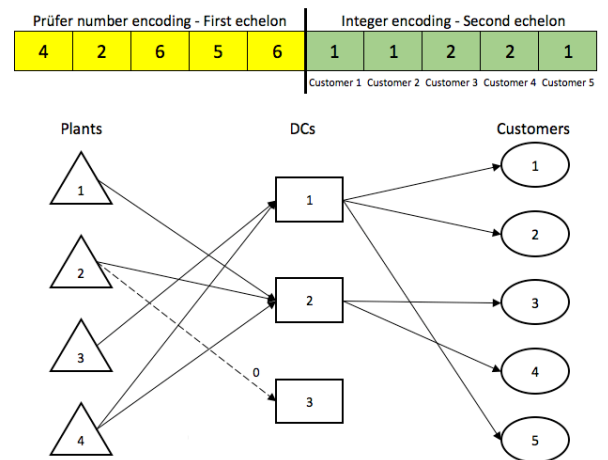 Prüfer number encoding - First echelon Integer encoding - Second echelon
4 2 6 5 6 1 1 2 2 1
Customer 1 Customer 2 Customer 3 Customer 4 Customer 5
Plants DCs Customers
1 1 1
2 2
2 3
3 4
0
3
4 5